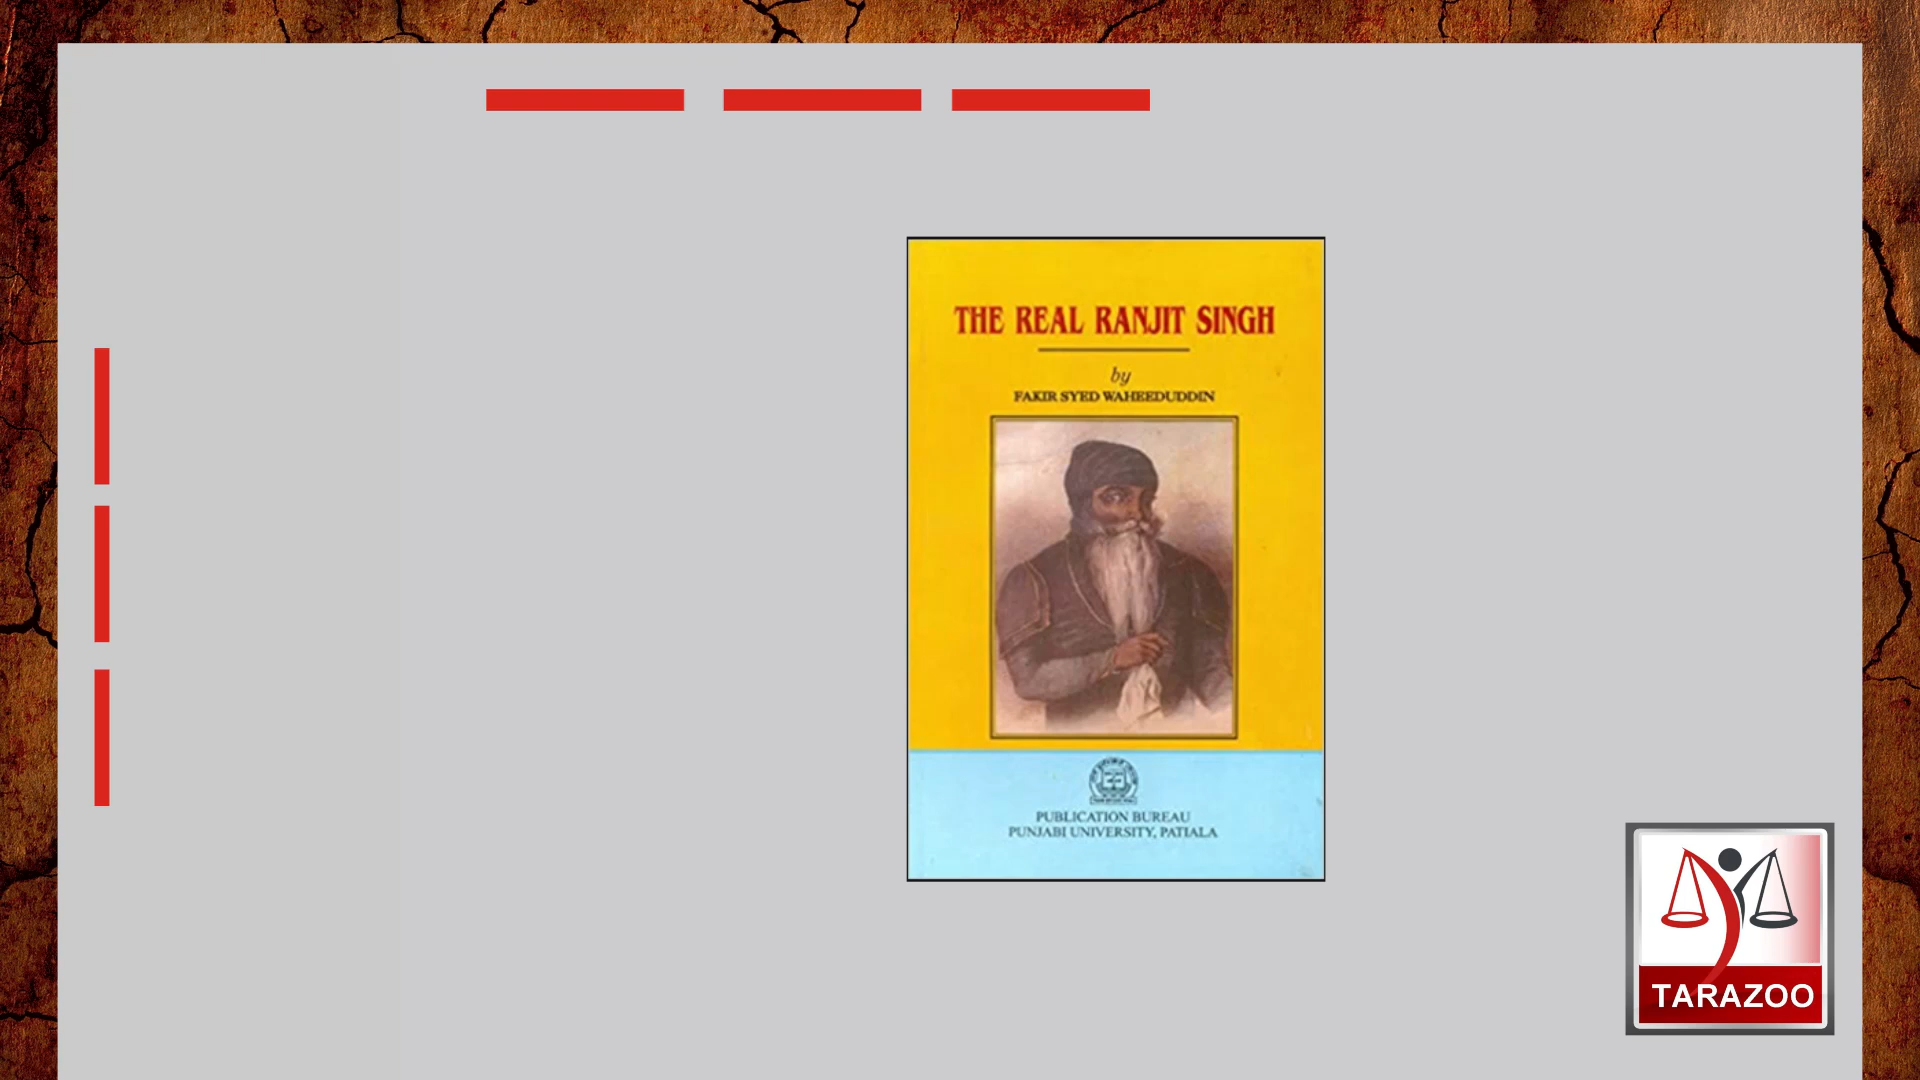 THE REAL RANJIT SINGH
by
FAKIR SYED WAHEEDUDDIN
PUBLICATION BUREAU
PUNJABI UNIVERSITY, PATIALA
TARAZOO